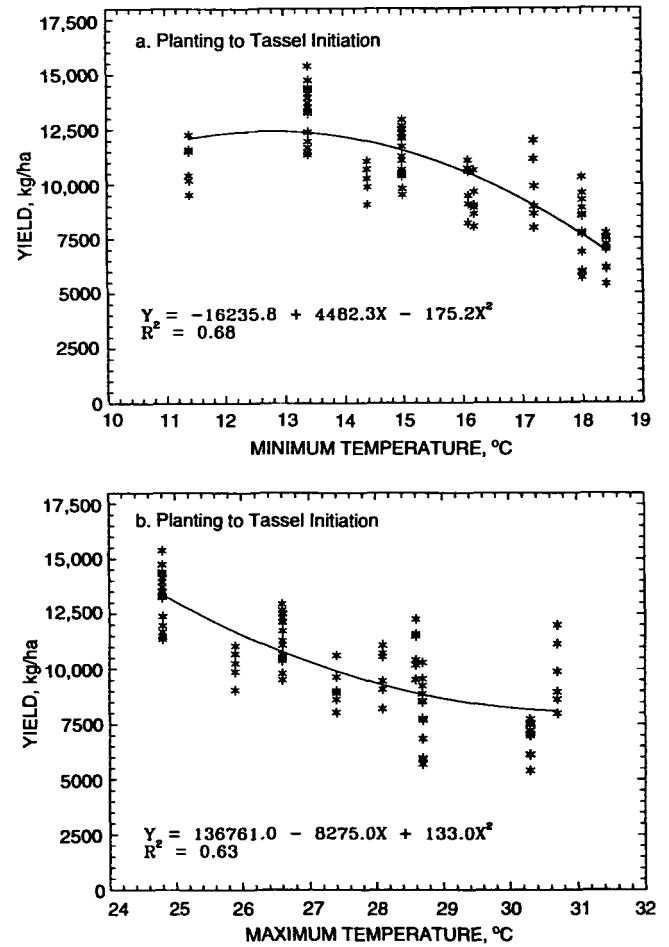 17,500
a. Planting to Tassel Initiation
15,000
12,500
10,000
7500
5000
2500
0
YIELD, kg/ha
Y = -16235.8 + 4482.3X - 175.2X²
R² = 0.68
10 11 12 13 14 15 16 17 18 19
MINIMUM TEMPERATURE, ºC
17,500
b. Planting to Tassel Initiation
15,000
12,500
10,000
7500
5000
2500
0
YIELD, kg/ha
Y = 136761.0 - 8275.0X + 133.0X²
R² = 0.63
24 25 26 27 28 29 30 31 32
MAXIMUM TEMPERATURE, ºC